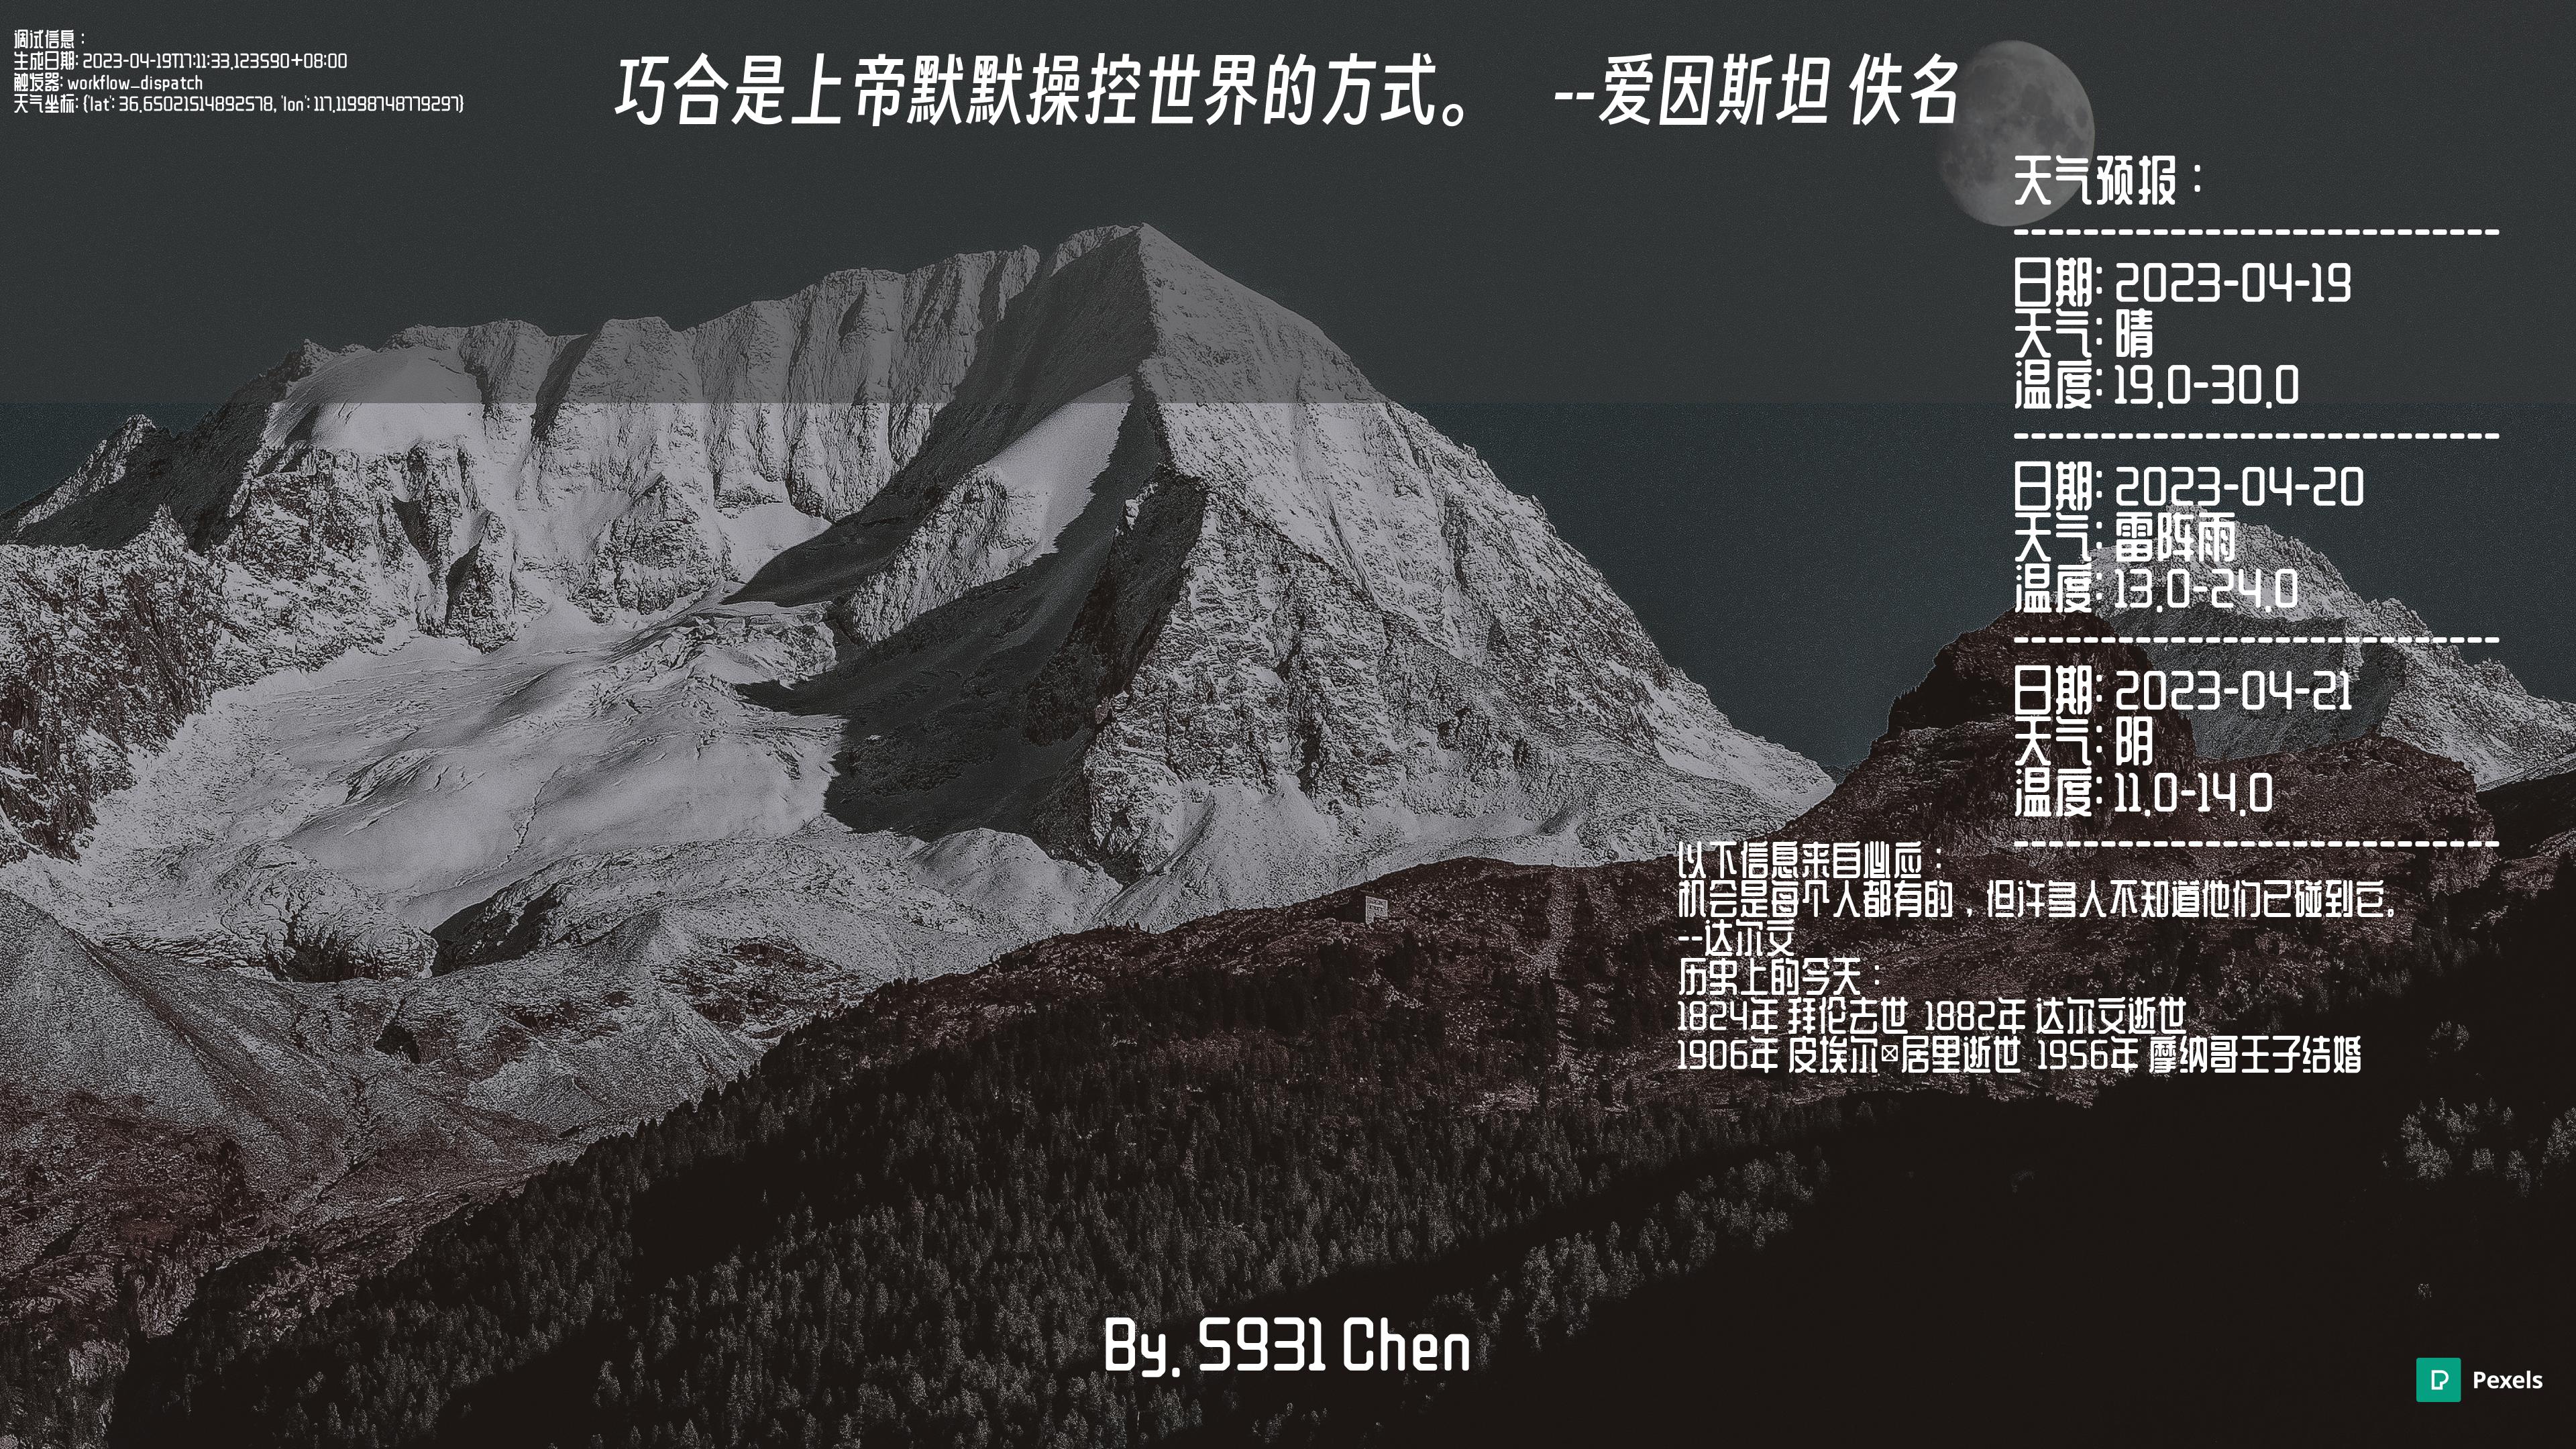 调试信息：
生成日期: 2023-04-19T17:11:33.123590+08:00
触发器: workflow_dispatch
天气坐标: {'lat': 36.65021514892578, 'lon': 117.11998748779297}
巧合是上帝默默操控世界的方式。 --爱因斯坦 佚名
天气预报：
----------------------------
日期: 2023-04-19
天气: 晴
温度: 19.0-30.0
----------------------------
日期: 2023-04-20
天气: 雷阵雨
温度: 13.0-24.0
----------------------------
日期: 2023-04-21
天气: 阴
温度: 11.0-14.0
----------------------------
以下信息来自必应：
机会是每个人都有的，但许多人不知道他们已碰到它。
--达尔文
历史上的今天：
1824年 拜伦去世 1882年 达尔文逝世
1906年 皮埃尔☒居里逝世 1956年 摩纳哥王子结婚
By. S931 Chen
Pexels